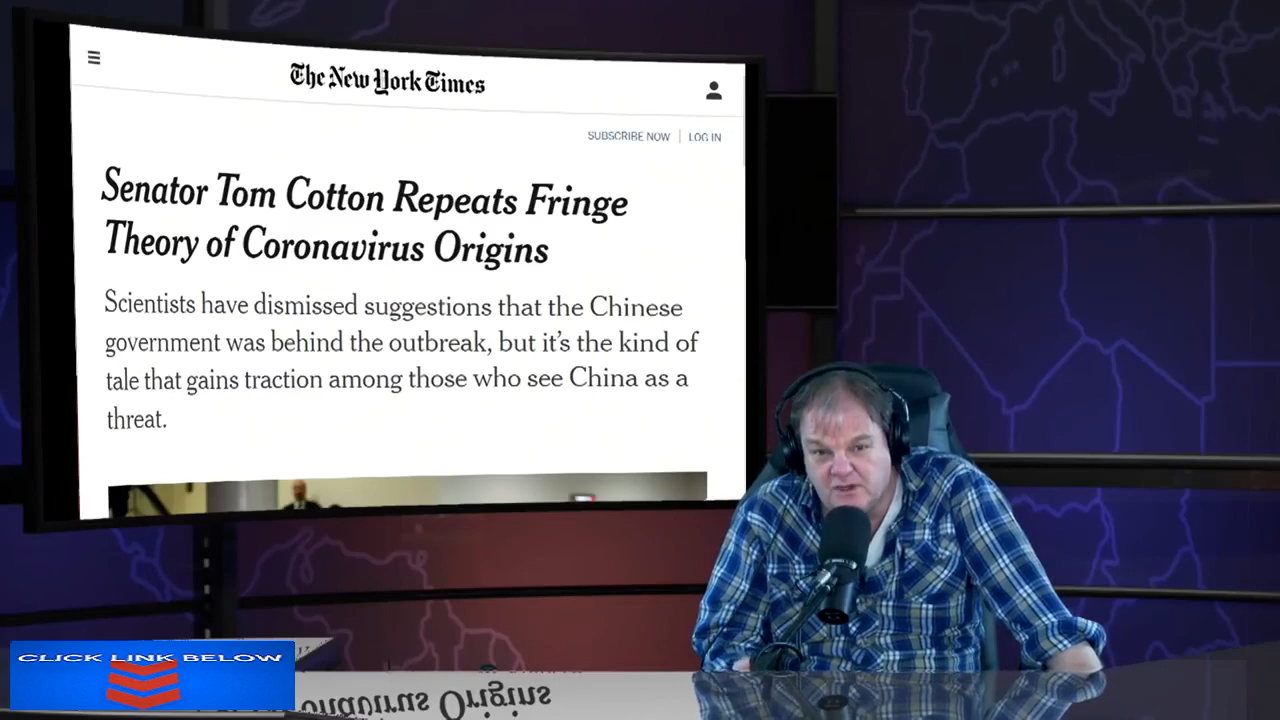 The New York Times
SUBSCRIBE NOW | LOG IN
Senator Tom Cotton Repeats Fringe
Theory of Coronavirus Origins
Scientists have dismissed suggestions that the Chinese
government was behind the outbreak, but it's the kind of
tale that gains traction among those who see China as a
threat.
CLICK LINK BELOW
Origins